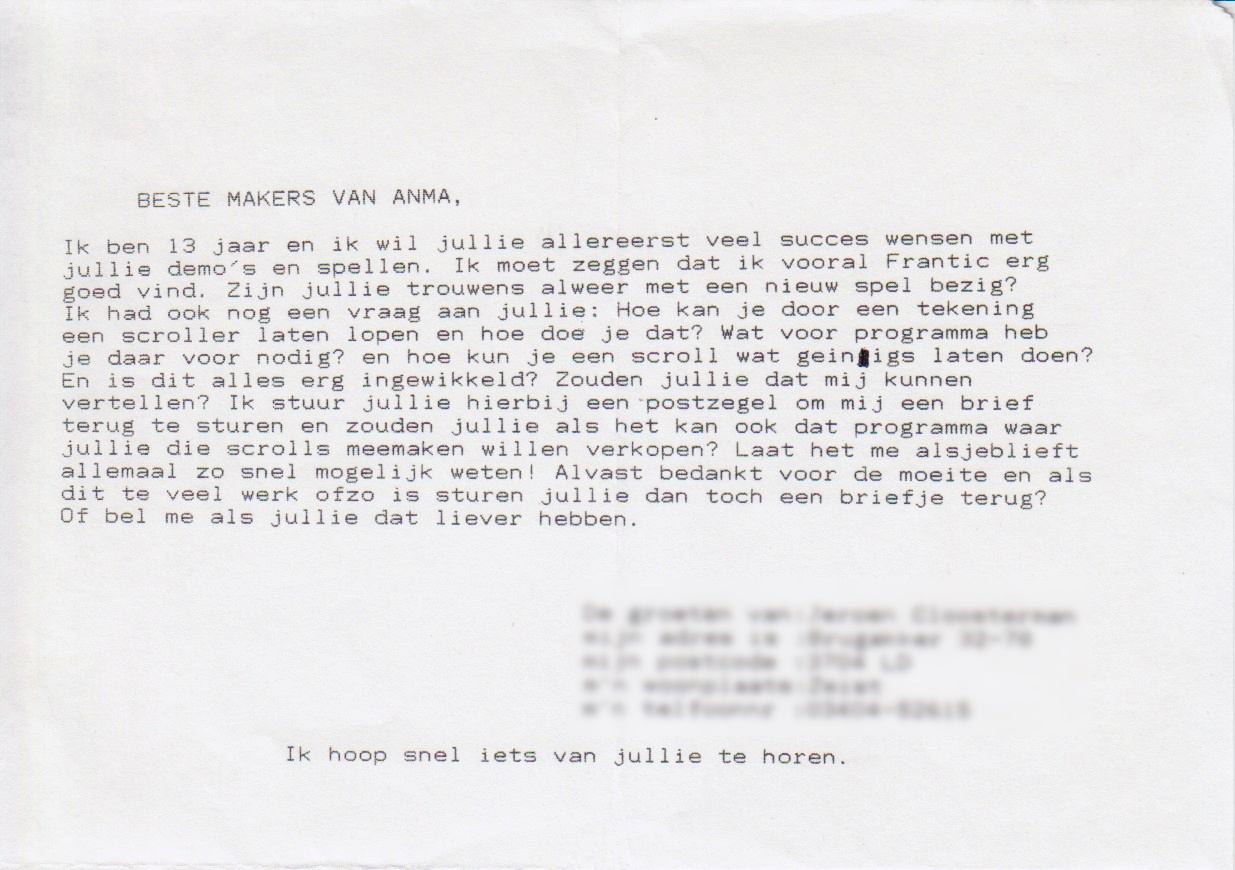 BESTE MAKERS VAN ANMA,
Ik ben 13 jaar en ik wil jullie allereerst veel succes wensen met
jullie demo's en spellen. Ik moet zeggen dat ik vooral Frantic erg
goed vind. Zijn jullie trouwens alweer met een nieuw spel bezig?
Ik had ook nog een vraag aan jullie: Hoe kan je door een tekening
een scroller laten lopen en hoe doe je dat? Wat voor programma heb
je daar voor nodig? en hoe kun je een scroll wat laten doen?
En is dit alles erg ingewikkeld? Zouden jullie dat mij kunnen
vertellen? Ik stuur jullie hierbij een postzegel om mij een brief
terug te sturen en zouden jullie als het kan ook dat programma waar
jullie die scrolls meemaken willen verkopen? Laat het me alsjeblieft
allemaal zo snel mogelijk weten! Alvast bedankt voor de moeite en als
dit te veel werk ofzo is sturen jullie dan toch een briefje terug?
Of bel me als jullie dat liever hebben.
Ik hoop snel iets van jullie te horen.